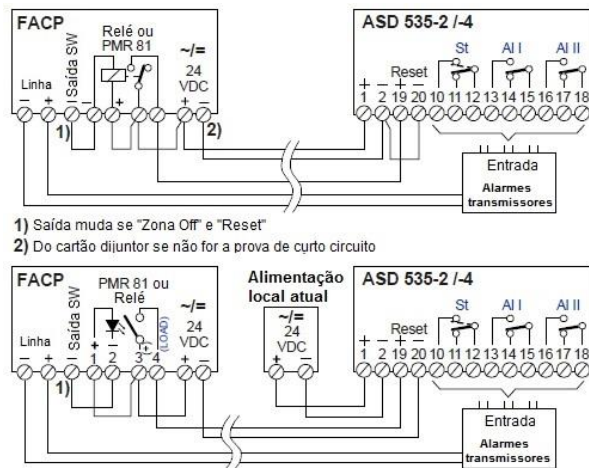 FACP
Relé ou
PMR 81
~/=
24
VDC
Saída SW
Linha
− + − − + + −
1)
2)
ASD 535-2 /-4
St Al I Al II
Reset
+ − + −
1 2 19 20 10 11 12 13 14 15 16 17 18
Entrada
Alarmes
transmissores
1) Saída muda se "Zona Off" e "Reset"
2) Do cartão dijuntor se não for a prova de curto circuito
FACP
PMR 81 ou
Relé
~/=
24
VDC
Saída SW
Linha
(+)
(LOAD)
− + − + − + −
1 2 3 4
1)
Alimentação
local atual
~/=
24
VDC
+ −
ASD 535-2 /-4
St Al I Al II
Reset
+ − + −
1 2 19 20 10 11 12 13 14 15 16 17 18
Entrada
Alarmes
transmissores